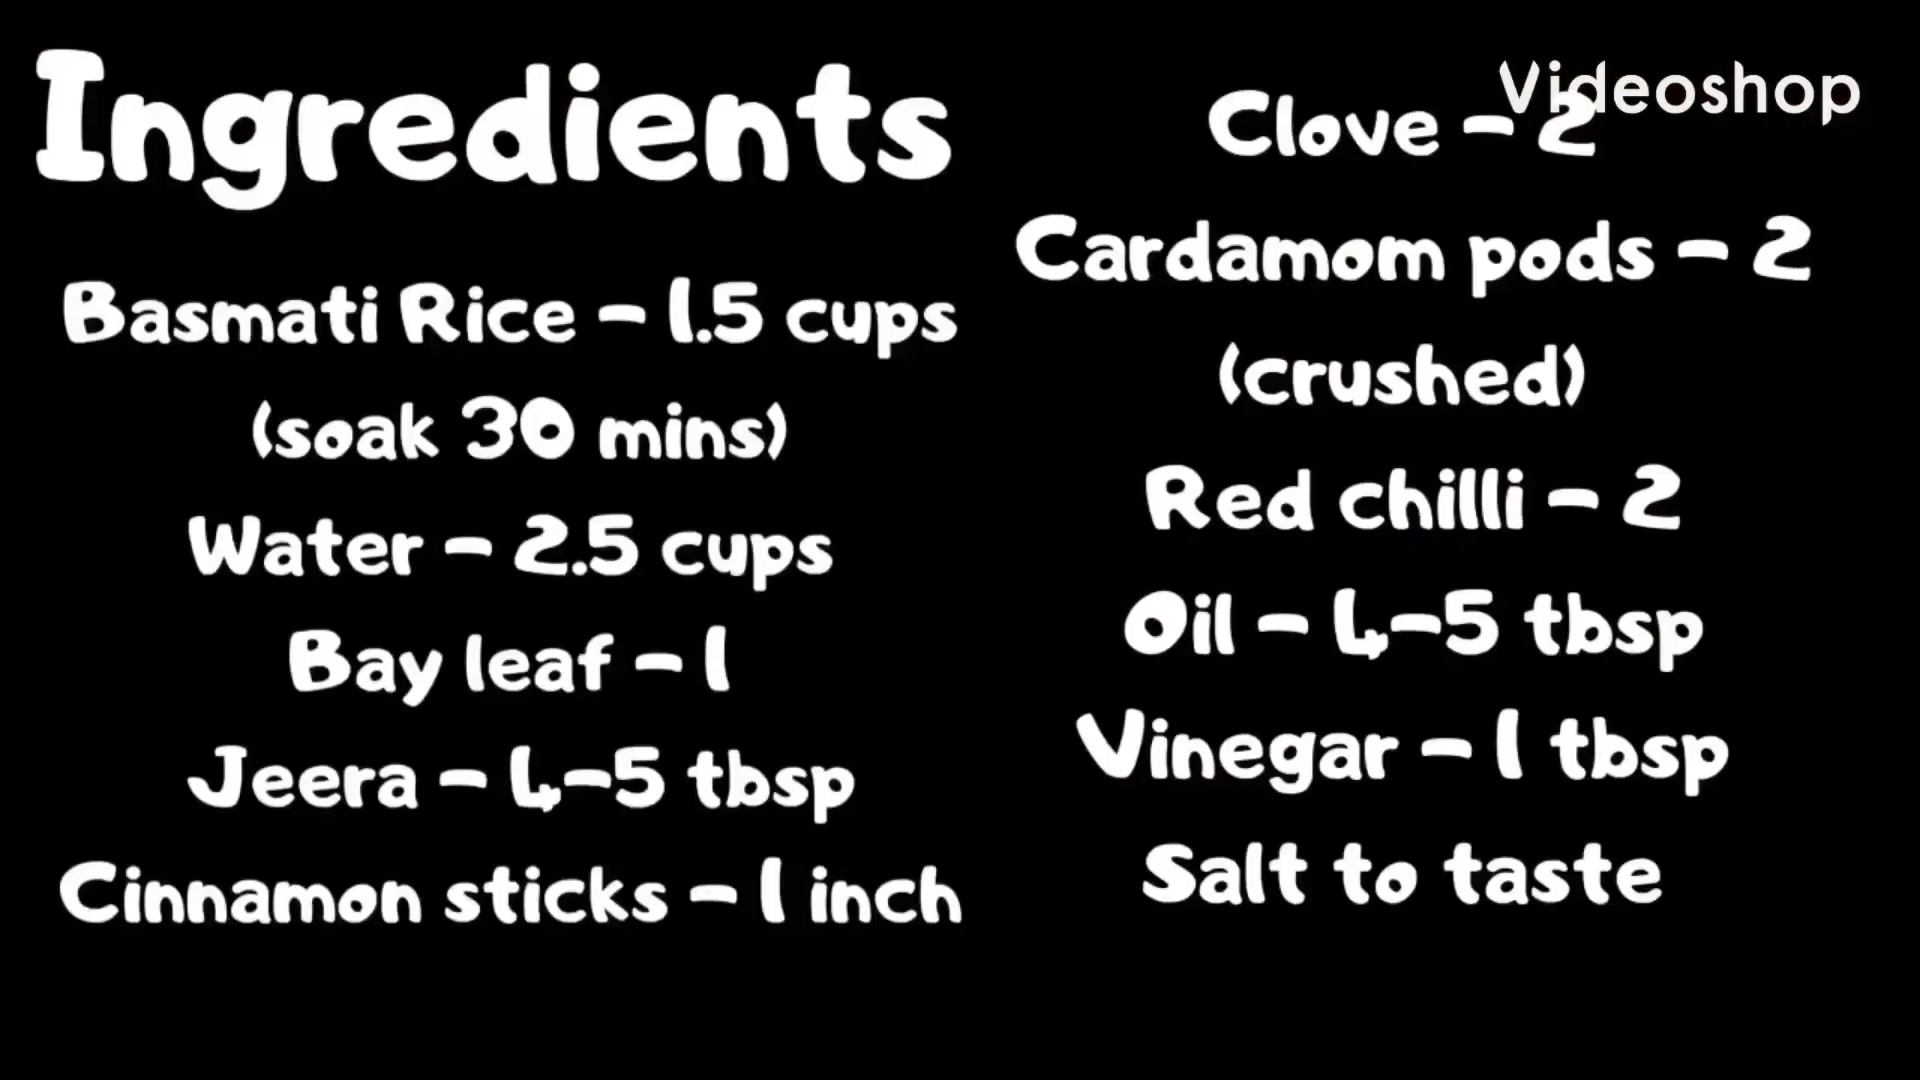 Ingredients
Basmati Rice - 1.5 cups
(soak 30 mins)
Water - 2.5 cups
Bay leaf - 1
Jeera - 4-5 tbsp
Cinnamon sticks - 1 inch
Videoshop
Clove - 2
Cardamom pods - 2
(crushed)
Red chilli - 2
Oil - 4-5 tbsp
Vinegar - 1 tbsp
Salt to taste